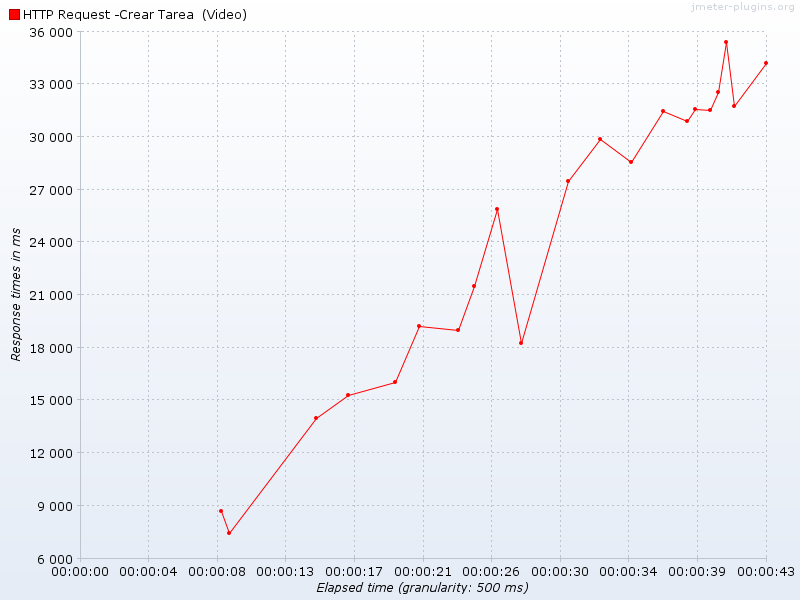 jmeter-plugins.org
HTTP Request -Crear Tarea  (Video)
36 000
33 000
30 000
27 000
24 000
21 000
18 000
15 000
12 000
9 000
6 000
Response times in ms
00:00:00 00:00:04 00:00:08 00:00:13 00:00:17 00:00:21 00:00:26 00:00:30 00:00:34 00:00:39 00:00:43
Elapsed time (granularity: 500 ms)